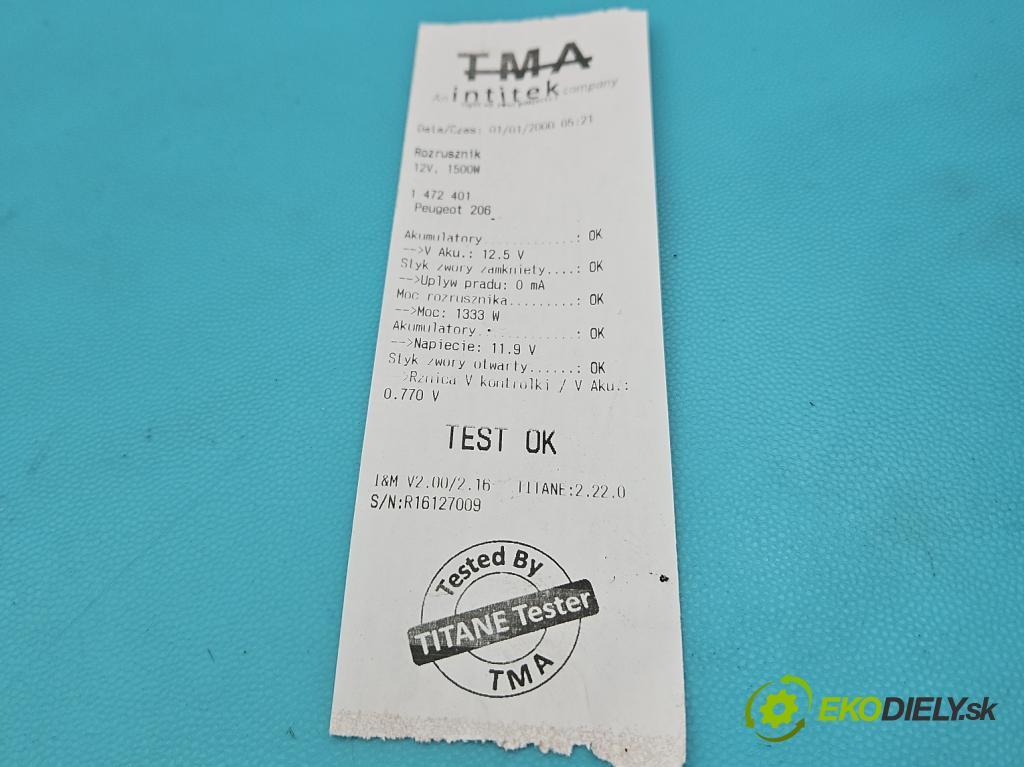 TMA
An intitek company
Data/Czas: 01/01/2000 05:21
Rozrusznik
12V, 1500W
1 472 401
Peugeot 206
Akumulatory............: OK
-->V Aku.: 12.5 V
Styk zwory zamkniety....: OK
-->Uplyw pradu: 0 mA
Moc rozrusznika.........: OK
-->Moc: 1333 W
Akumulatory............: OK
-->Napiecie: 11.9 V
Styk zwory otwarty......: OK
-->Rznica V kontrolki / V Aku.:
0.770 V
TEST OK
I&M V2.00/2.16 TITANE:2.22.0
S/N:R16127009
Tested By
TITANE Tester
TMA
EKODIELY.sk